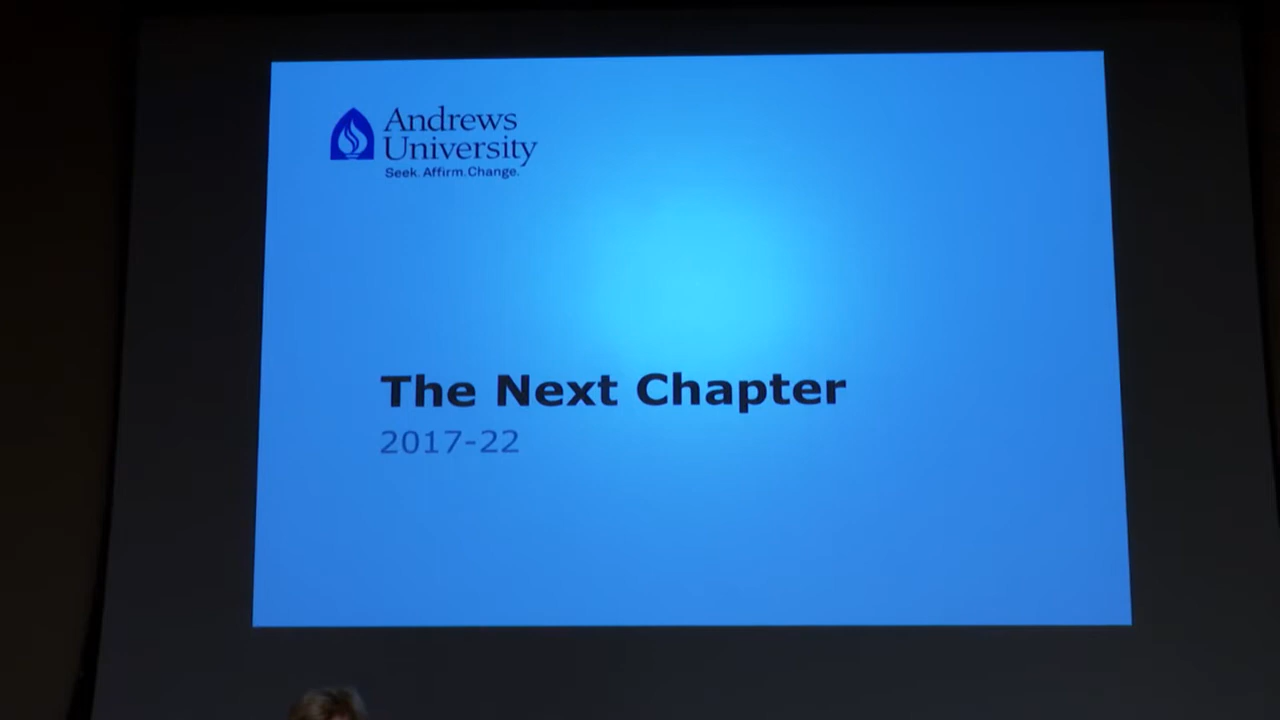 Andrews
University
Seek. Affirm. Change.
The Next Chapter
2017-22